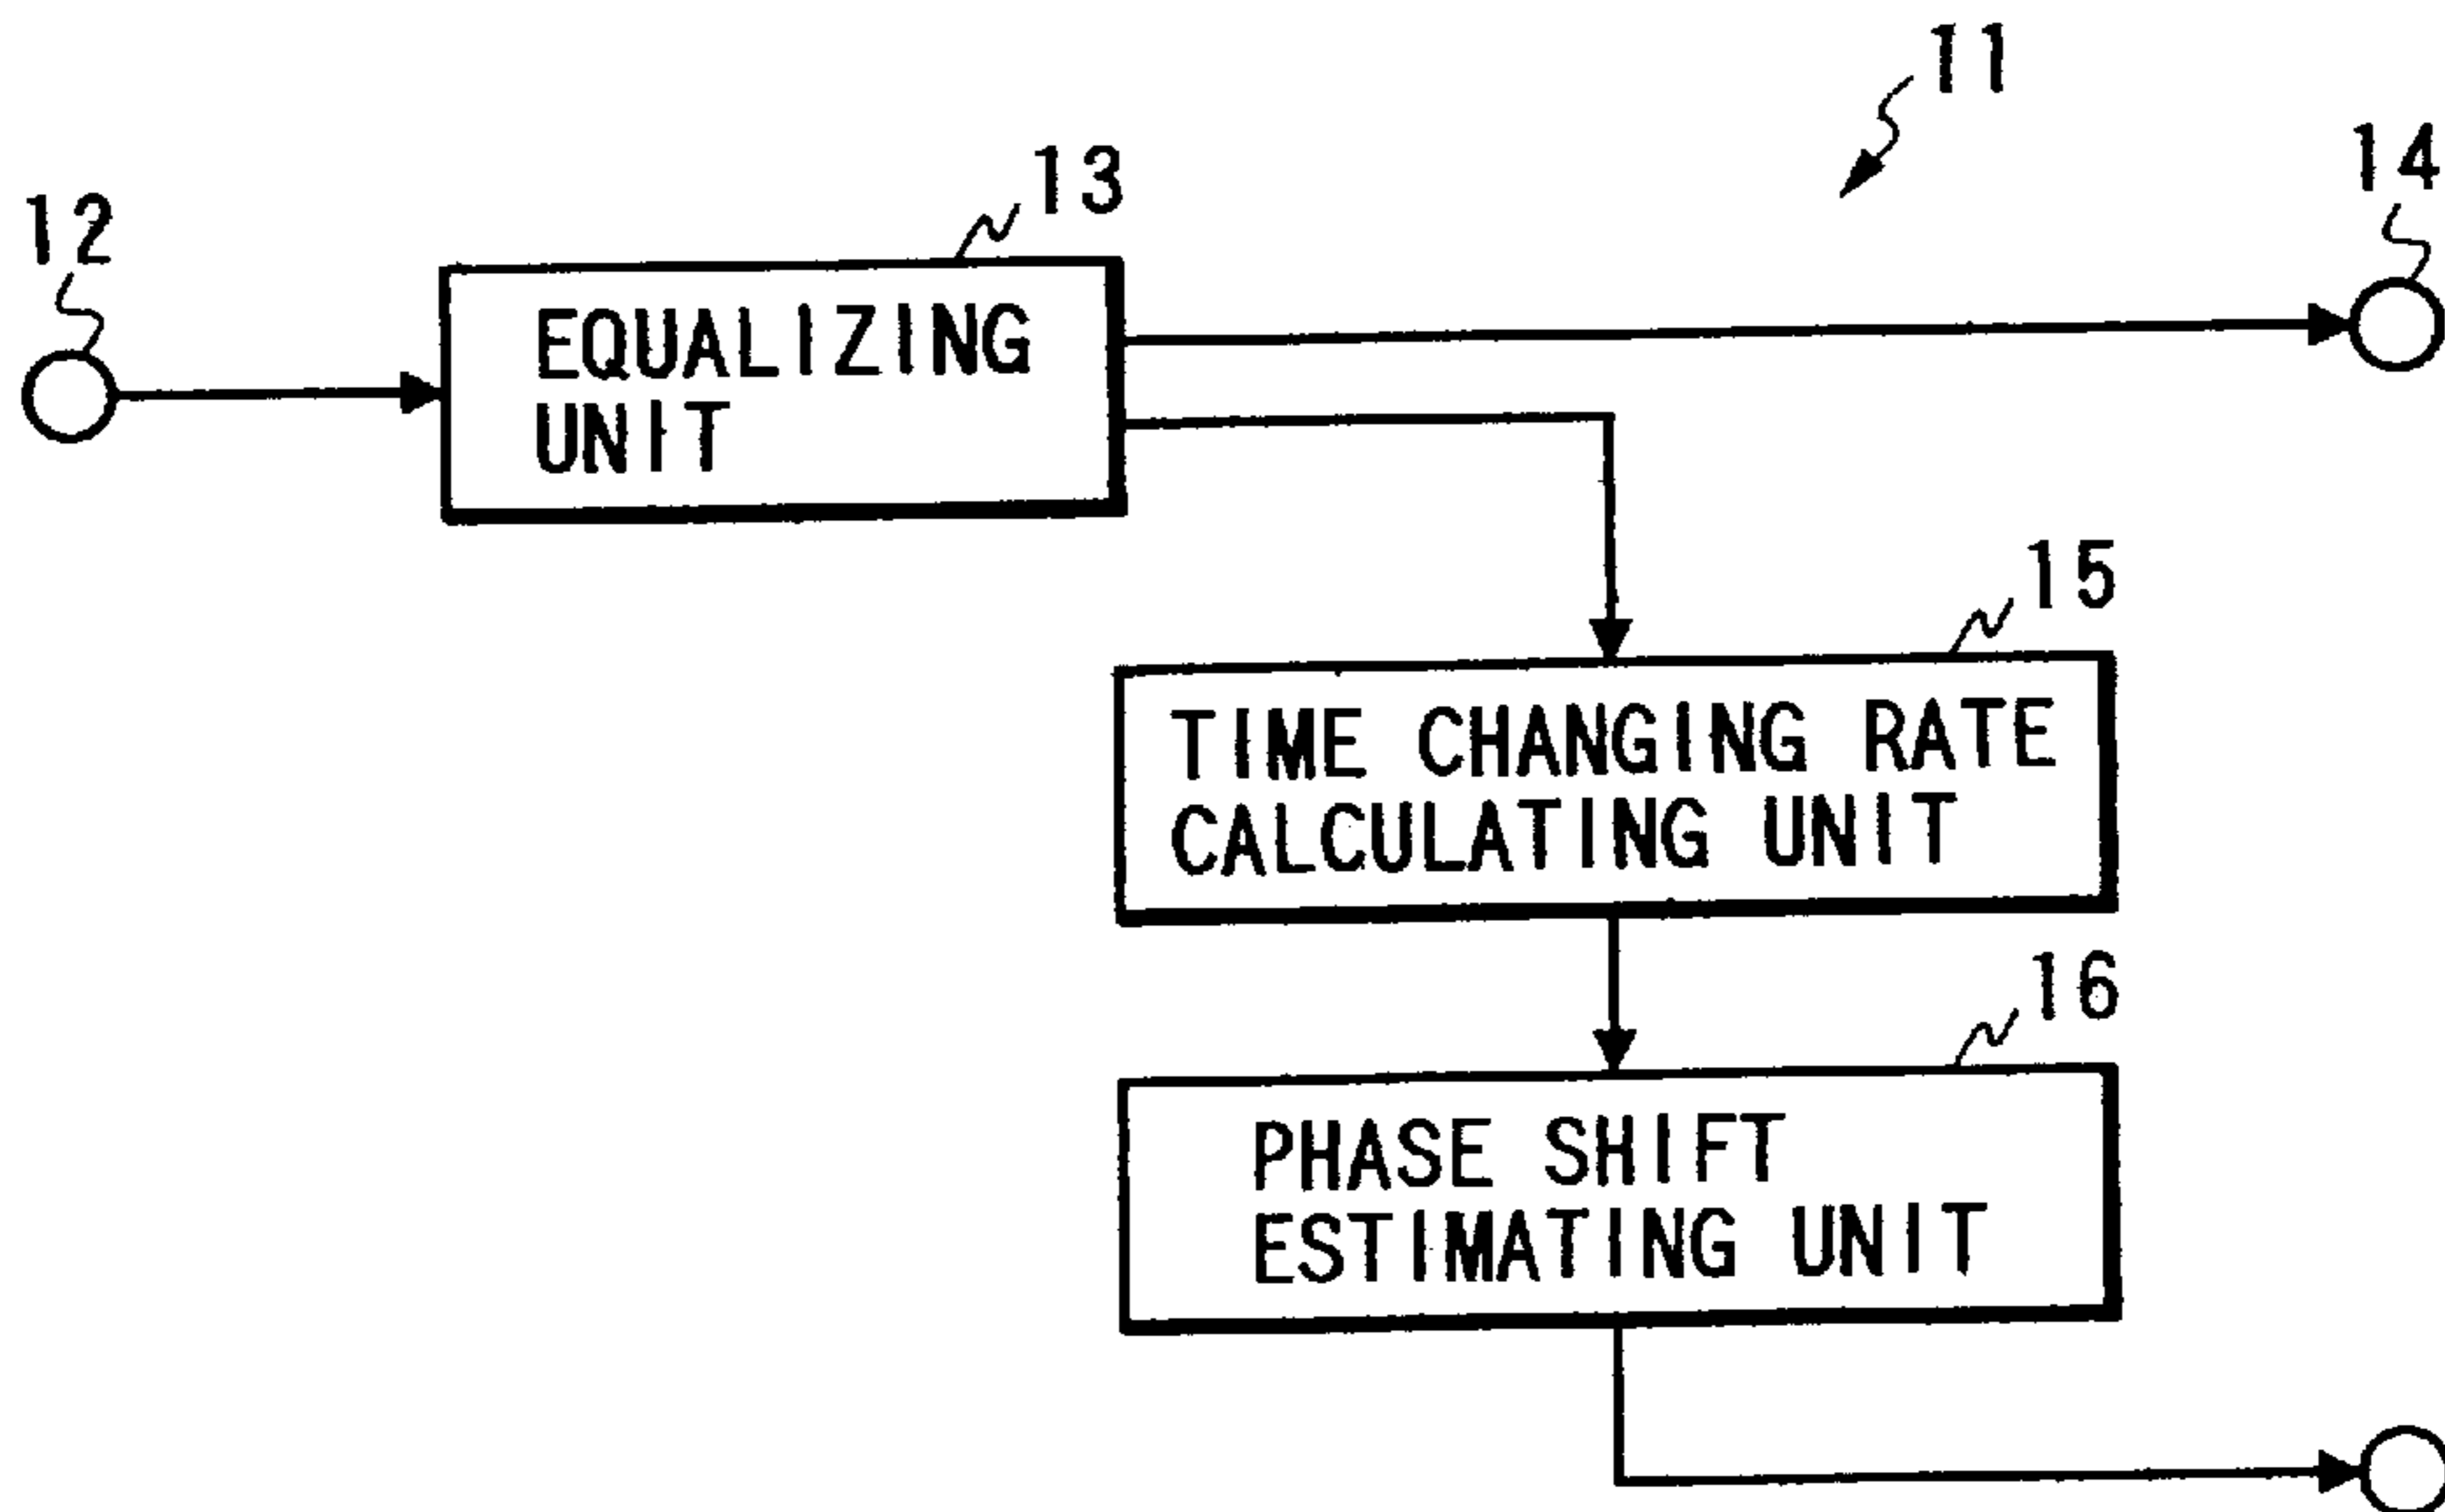 11
14
13
12
EQUALIZING
UNIT
15
TIME CHANGING RATE
CALCULATING UNIT
16
PHASE SHIFT
ESTIMATING UNIT